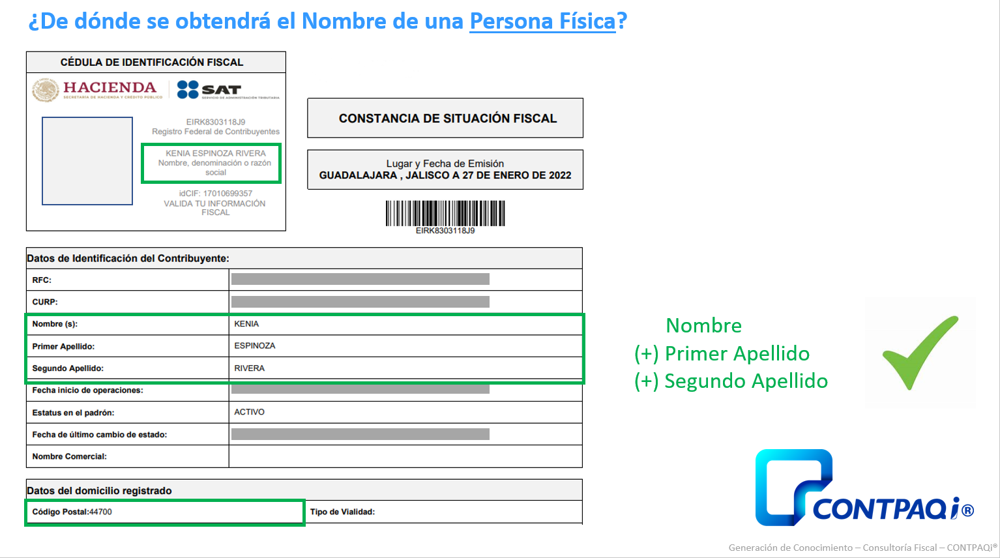 ¿De dónde se obtendrá el Nombre de una Persona Física?
CÉDULA DE IDENTIFICACIÓN FISCAL
HACIENDA
SECRETARÍA DE HACIENDA Y CRÉDITO PÚBLICO
SAT
SERVICIO DE ADMINISTRACIÓN TRIBUTARIA
EIRK8303118J9
Registro Federal de Contribuyentes
KENIA ESPINOZA RIVERA
Nombre, denominación o razón
social
idCIF: 17010699357
VALIDA TU INFORMACIÓN
FISCAL
CONSTANCIA DE SITUACIÓN FISCAL
Lugar y Fecha de Emisión
GUADALAJARA , JALISCO A 27 DE ENERO DE 2022
EIRK8303118J9
Datos de Identificación del Contribuyente:
RFC:
CURP:
Nombre (s): KENIA
Primer Apellido: ESPINOZA
Segundo Apellido: RIVERA
Fecha inicio de operaciones:
Estatus en el padrón: ACTIVO
Fecha de último cambio de estado:
Nombre Comercial:
Datos del domicilio registrado
Código Postal:44700 Tipo de Vialidad:
Nombre
(+) Primer Apellido
(+) Segundo Apellido
CONTPAQi®
Generación de Conocimiento – Consultoría Fiscal – CONTPAQi®